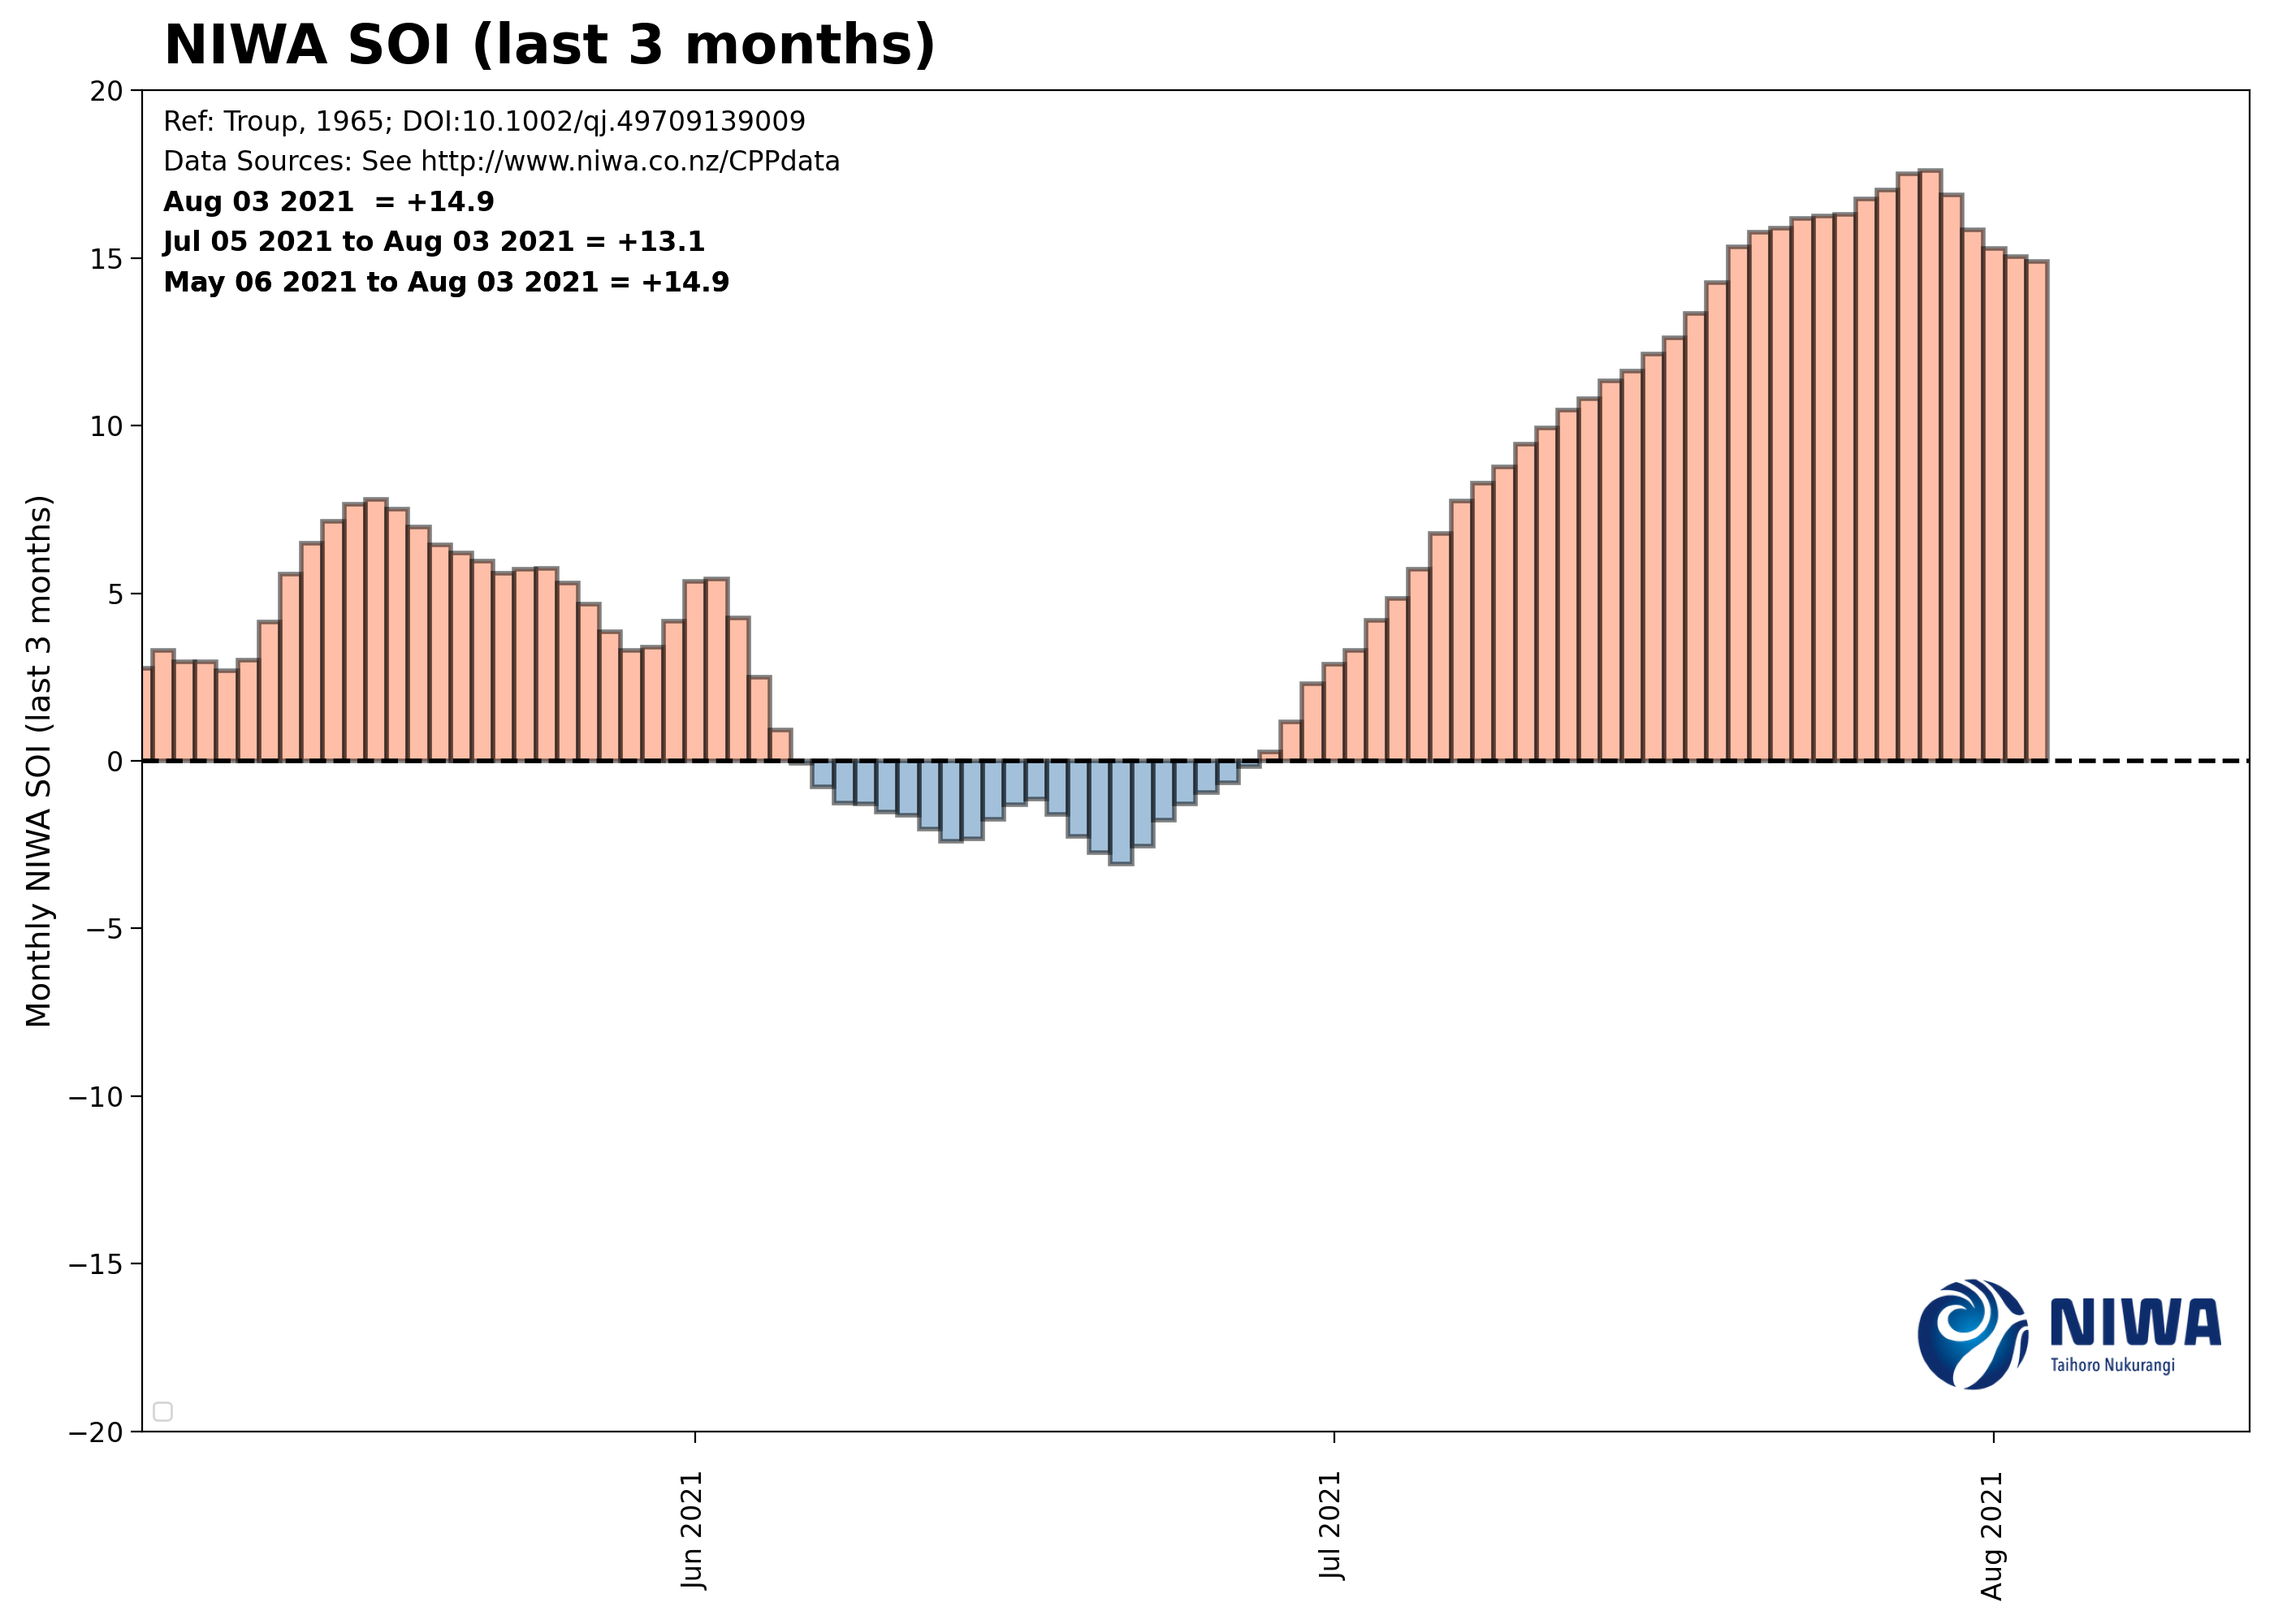 NIWA SOI (last 3 months)
Ref: Troup, 1965; DOI:10.1002/qj.49709139009
Data Sources: See http://www.niwa.co.nz/CPPdata
Aug 03 2021  = +14.9
Jul 05 2021 to Aug 03 2021 = +13.1
May 06 2021 to Aug 03 2021 = +14.9
Monthly NIWA SOI (last 3 months)
20
15
10
5
0
−5
−10
−15
−20
NIWA
Taihoro Nukurangi
Jun 2021
Jul 2021
Aug 2021